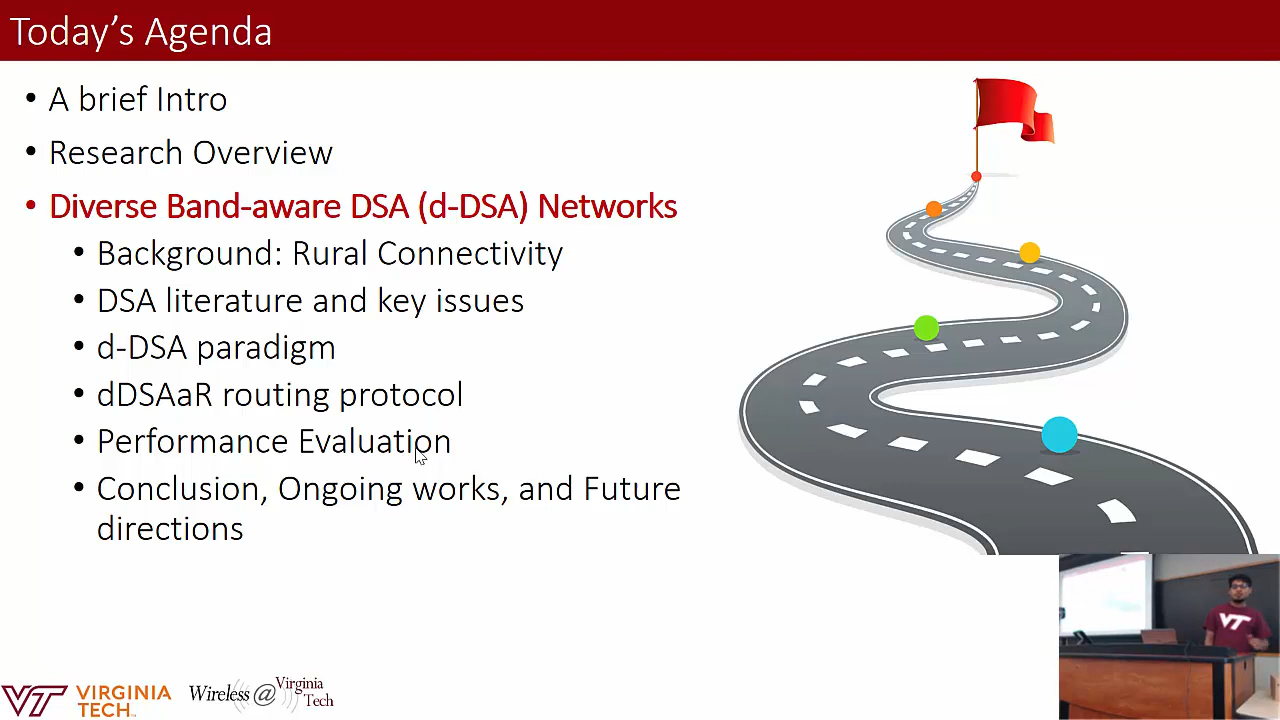 Today's Agenda
• A brief Intro
• Research Overview
• Diverse Band-aware DSA (d-DSA) Networks
• Background: Rural Connectivity
• DSA literature and key issues
• d-DSA paradigm
• dDSAaR routing protocol
• Performance Evaluation
• Conclusion, Ongoing works, and Future
directions
VT VIRGINIA
TECH
Wireless @ Virginia
Tech
VT